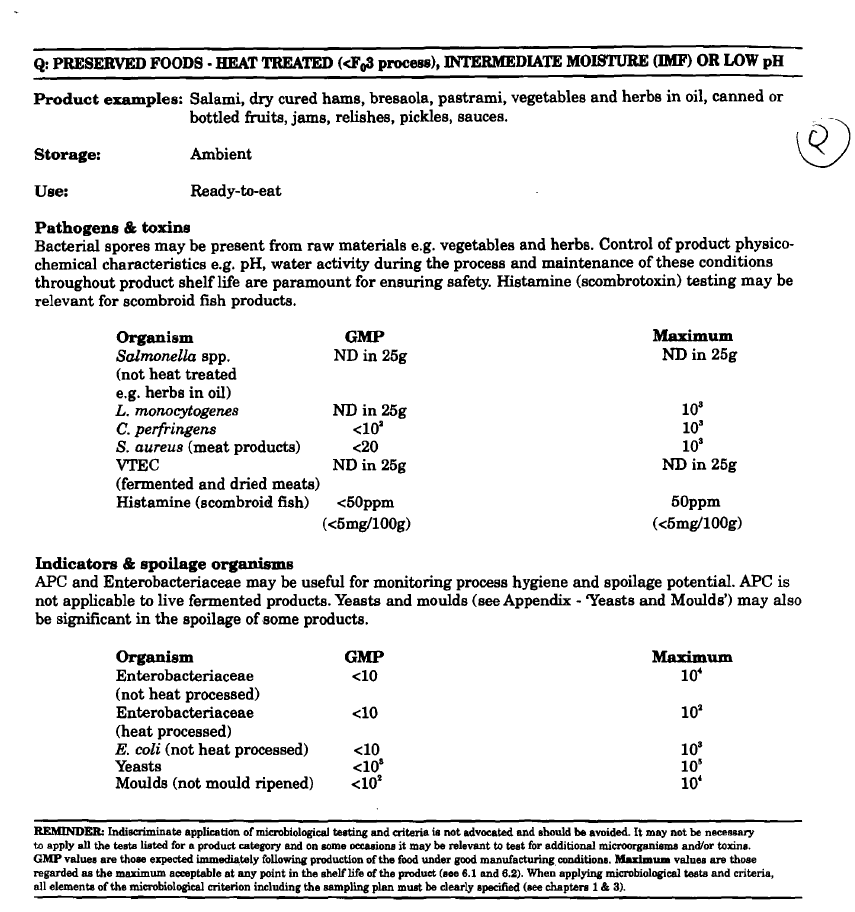 Q: PRESERVED FOODS - HEAT TREATED (<F₀3 process), INTERMEDIATE MOISTURE (IMF) OR LOW pH
Product examples: Salami, dry cured hams, bresaola, pastrami, vegetables and herbs in oil, canned or
bottled fruits, jams, relishes, pickles, sauces.
Q
Storage: Ambient
Use: Ready-to-eat
Pathogens & toxins
Bacterial spores may be present from raw materials e.g. vegetables and herbs. Control of product physico-
chemical characteristics e.g. pH, water activity during the process and maintenance of these conditions
throughout product shelf life are paramount for ensuring safety. Histamine (scombrotoxin) testing may be
relevant for scombroid fish products.
Organism GMP Maximum
Salmonella spp. ND in 25g ND in 25g
(not heat treated
e.g. herbs in oil)
L. monocytogenes ND in 25g 10³
C. perfringens <10² 10³
S. aureus (meat products) <20 10³
VTEC ND in 25g ND in 25g
(fermented and dried meats)
Histamine (scombroid fish) <50ppm 50ppm
(<5mg/100g) (<5mg/100g)
Indicators & spoilage organisms
APC and Enterobacteriaceae may be useful for monitoring process hygiene and spoilage potential. APC is
not applicable to live fermented products. Yeasts and moulds (see Appendix - 'Yeasts and Moulds') may also
be significant in the spoilage of some products.
Organism GMP Maximum
Enterobacteriaceae <10 10⁴
(not heat processed)
Enterobacteriaceae <10 10²
(heat processed)
E. coli (not heat processed) <10 10³
Yeasts
Moulds (not mould ripened) <10² 10⁴
REMINDER: Indiscriminate application of microbiological testing and criteria is not advocated and should be avoided. It may not be necessary
to apply all the tests listed for a product category and on some occasions it may be relevant to test for additional microorganisms and/or toxins.
GMP values are those expected immediately following production of the food under good manufacturing conditions. Maximum values are those
regarded as the maximum acceptable at any point in the shelf life of the product (see 6.1 and 6.2). When applying microbiological tests and criteria,
all elements of the microbiological criterion including the sampling plan must be clearly specified (see chapters 1 & 3).